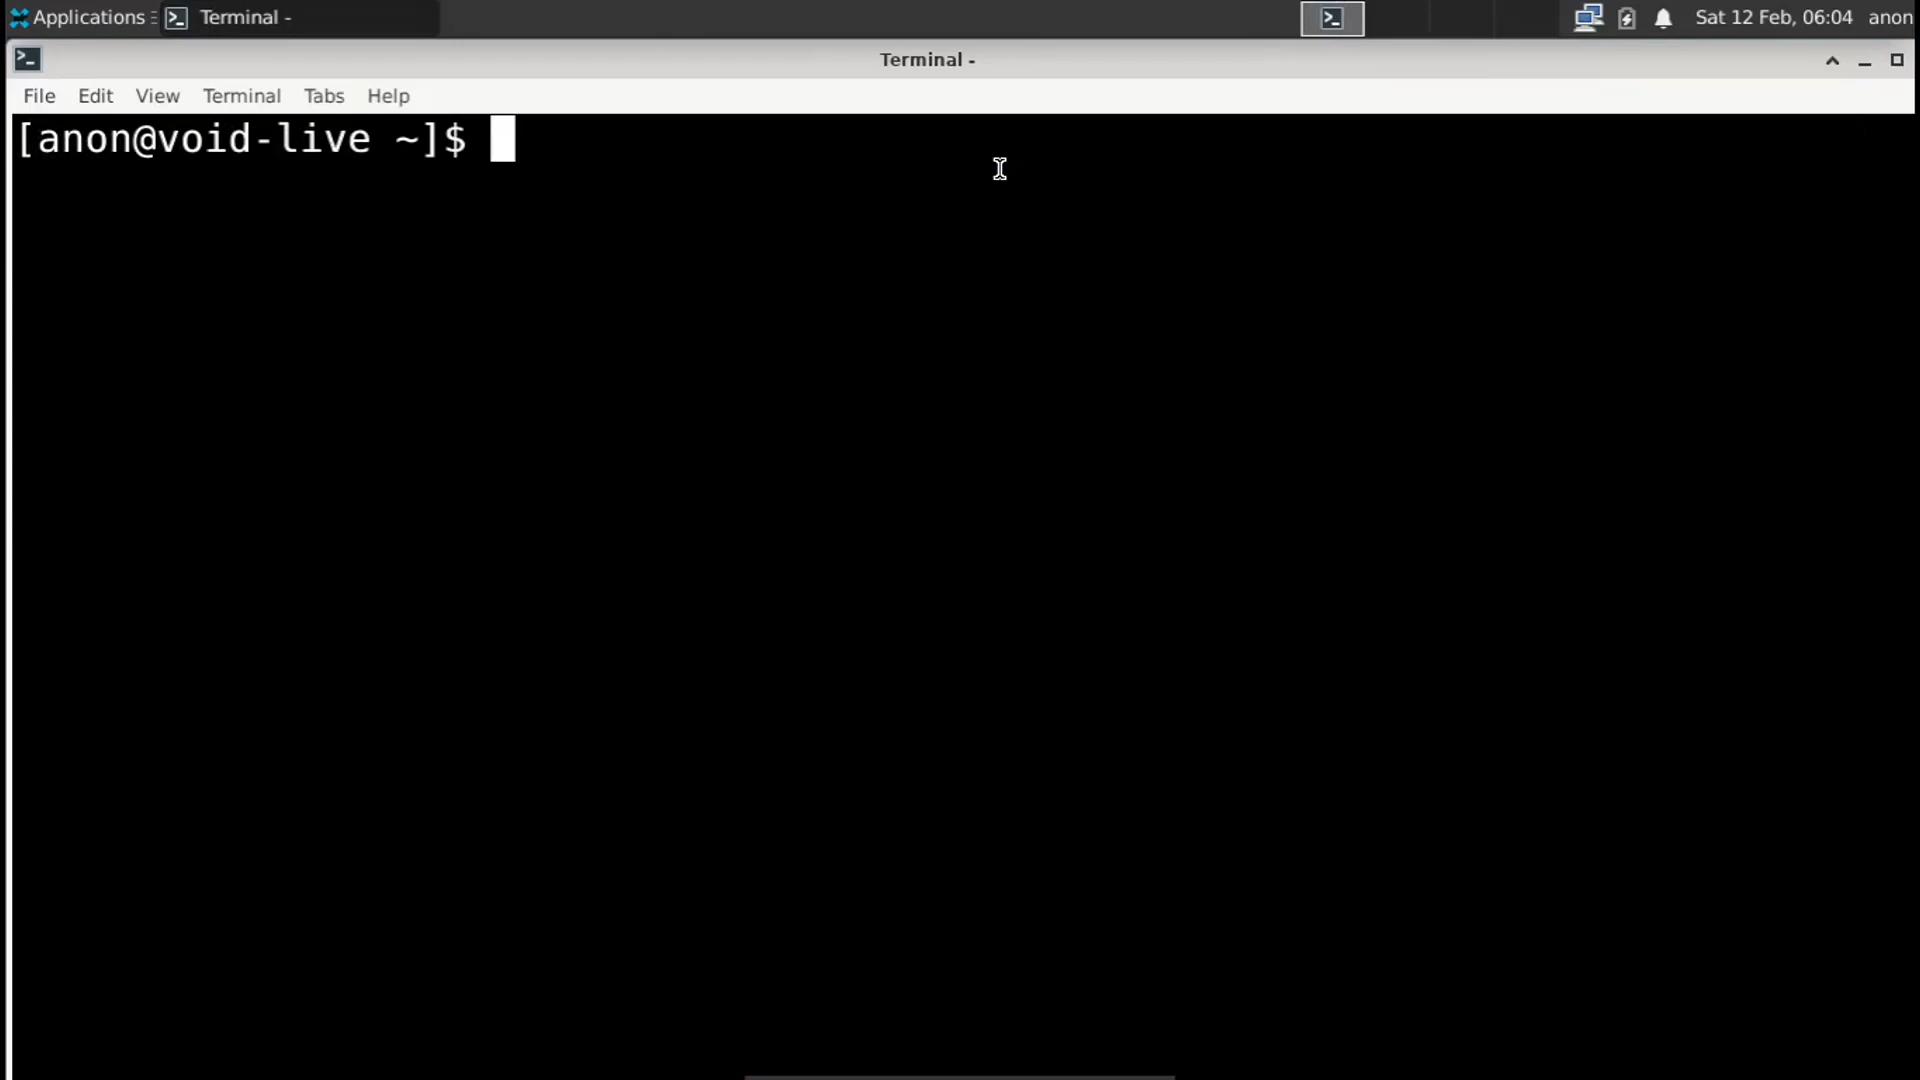 Applications Terminal - Sat 12 Feb, 06:04 anon
Terminal -
File Edit View Terminal Tabs Help
[anon@void-live ~]$